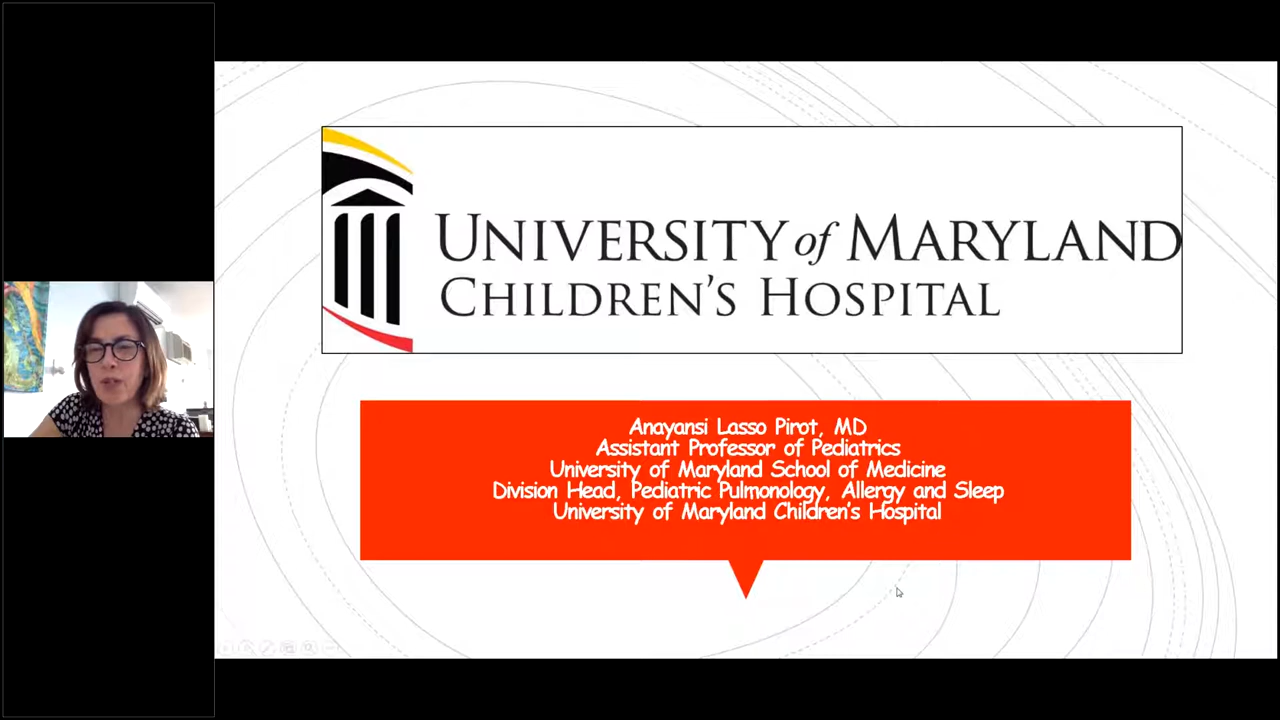 UNIVERSITY of MARYLAND
CHILDREN'S HOSPITAL
Anayansi Lasso Pirot, MD
Assistant Professor of Pediatrics
University of Maryland School of Medicine
Division Head, Pediatric Pulmonology, Allergy and Sleep
University of Maryland Children's Hospital